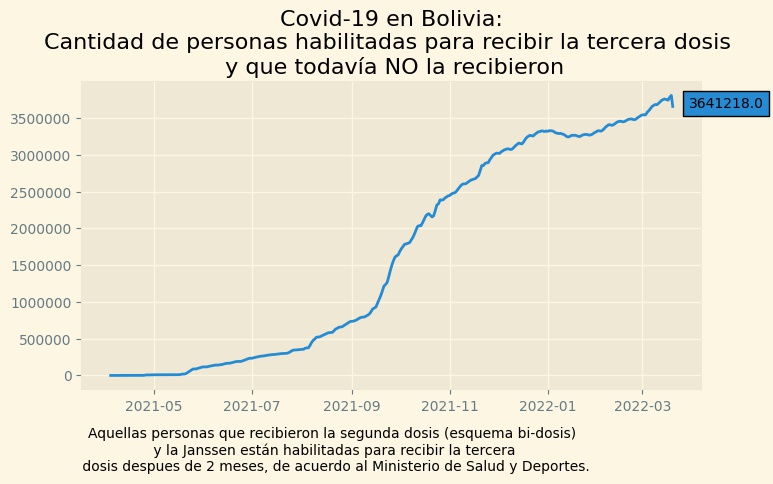 Covid-19 en Bolivia:
Cantidad de personas habilitadas para recibir la tercera dosis
y que todavía NO la recibieron
3641218.0
3500000
3000000
2500000
2000000
1500000
1000000
500000
0
2021-05 2021-07 2021-09 2021-11 2022-01 2022-03
Aquellas personas que recibieron la segunda dosis (esquema bi-dosis)
y la Janssen están habilitadas para recibir la tercera
dosis despues de 2 meses, de acuerdo al Ministerio de Salud y Deportes.